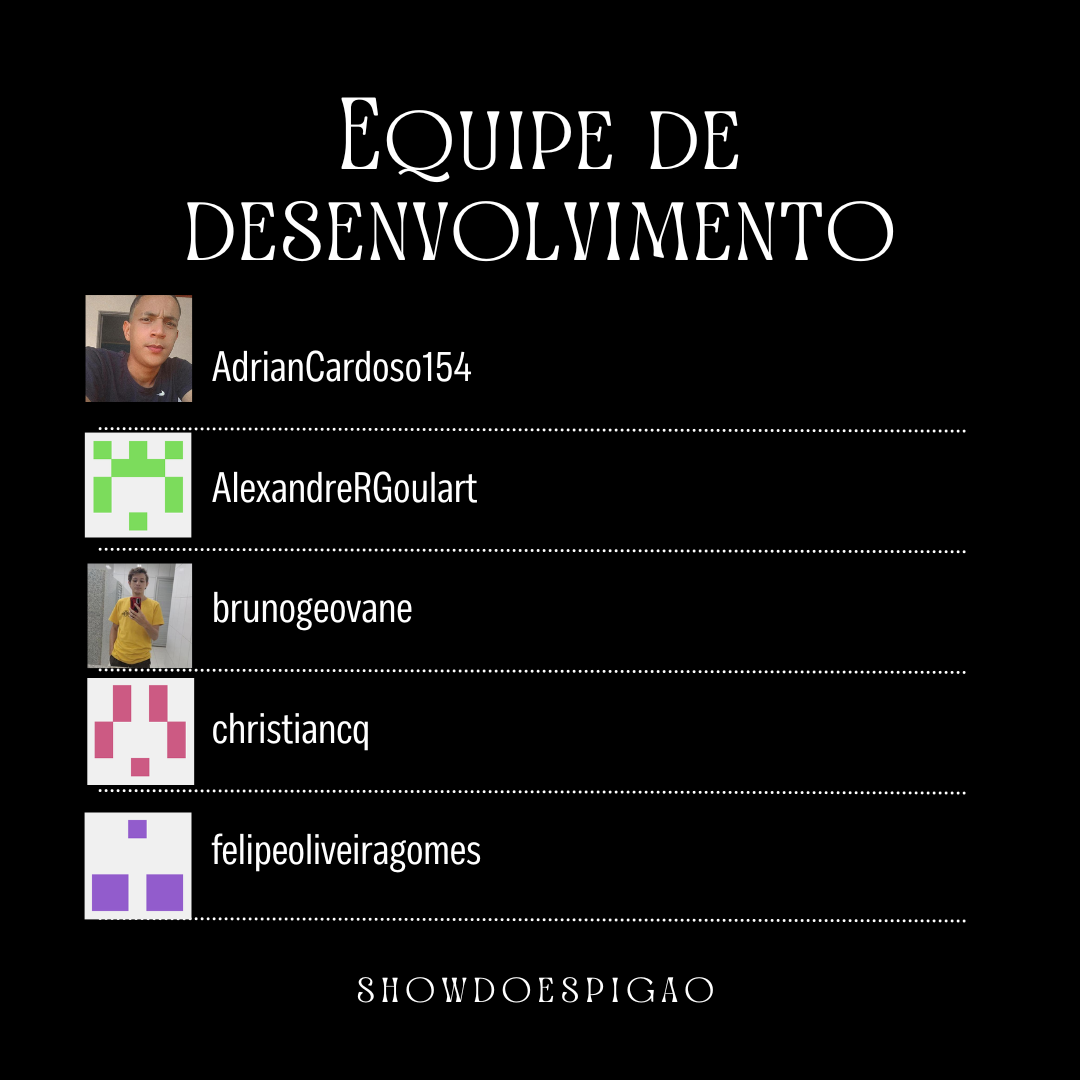 Equipe de
desenvolvimento
AdrianCardoso154
AlexandreRGoulart
brunogeovane
christiancq
felipeoliveiragomes
SHOWDOESPIGAO